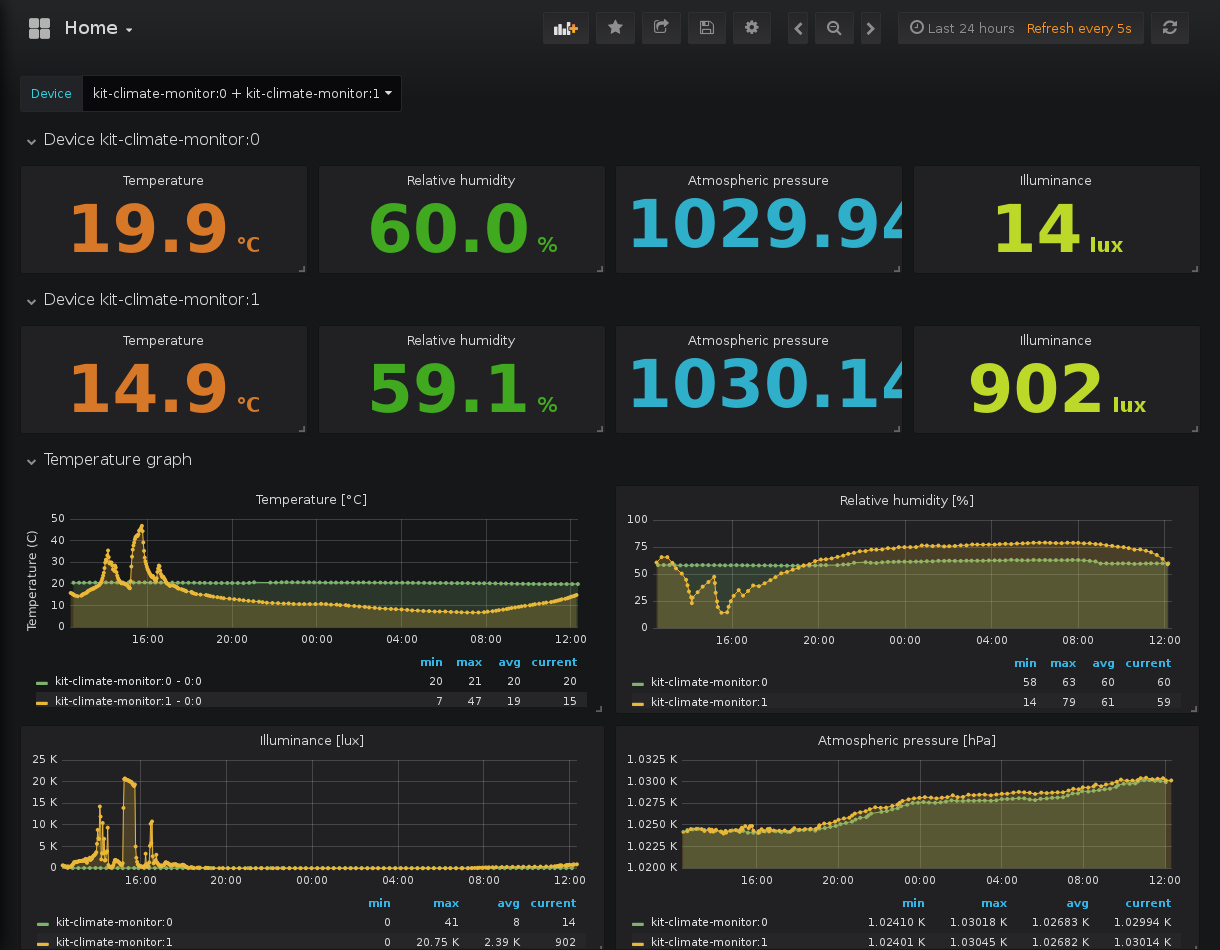 Home
Last 24 hours Refresh every 5s
Device kit-climate-monitor:0 + kit-climate-monitor:1
Device kit-climate-monitor:0
Temperature Relative humidity Atmospheric pressure Illuminance
19.9 °C 60.0 % 1029.94 14 lux
Device kit-climate-monitor:1
Temperature Relative humidity Atmospheric pressure Illuminance
14.9 °C 59.1 % 1030.14 902 lux
Temperature graph
Temperature [°C]
Temperature (C)
50
40
30
20
10
0
16:00 20:00 00:00 04:00 08:00 12:00
min max avg current
kit-climate-monitor:0 - 0:0 20 21 20 20
kit-climate-monitor:1 - 0:0 7 47 19 15
Relative humidity [%]
100
75
50
25
0
16:00 20:00 00:00 04:00 08:00 12:00
min max avg current
kit-climate-monitor:0 58 63 60 60
kit-climate-monitor:1 14 79 61 59
Illuminance [lux]
25 K
20 K
15 K
10 K
5 K
0
16:00 20:00 00:00 04:00 08:00 12:00
min max avg current
kit-climate-monitor:0 0 41 8 14
kit-climate-monitor:1 0 20.75 K 2.39 K 902
Atmospheric pressure [hPa]
1.0325 K
1.0300 K
1.0275 K
1.0250 K
1.0225 K
1.0200 K
16:00 20:00 00:00 04:00 08:00 12:00
min max avg current
kit-climate-monitor:0 1.02410 K 1.03018 K 1.02683 K 1.02994 K
kit-climate-monitor:1 1.02401 K 1.03045 K 1.02682 K 1.03014 K